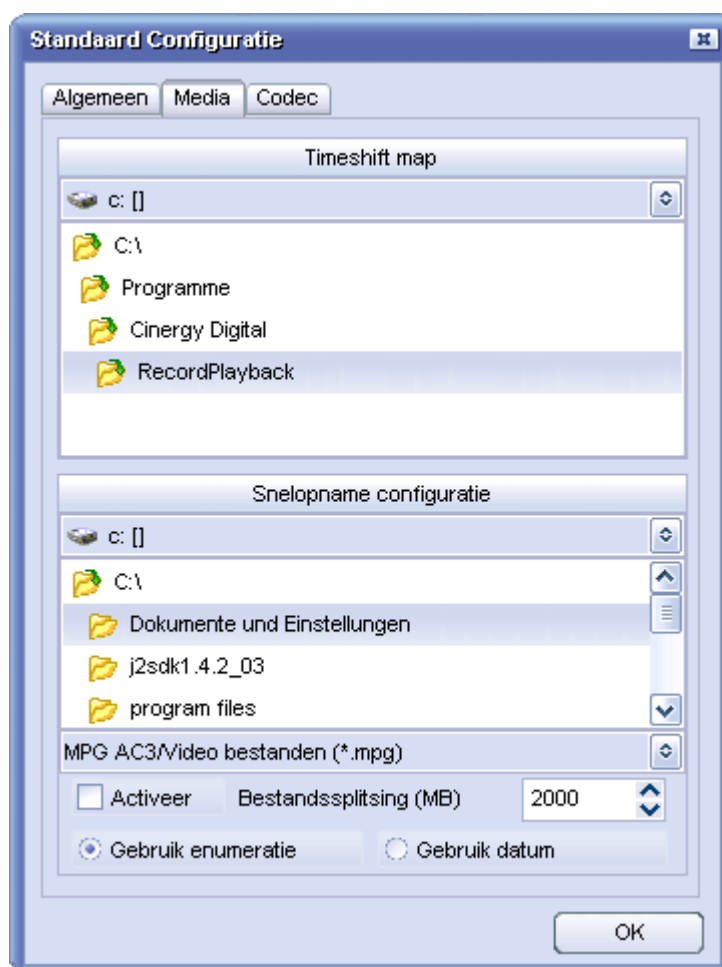 Standaard Configuratie
Algemeen Media Codec
Timeshift map
c: []
C:\
Programme
Cinergy Digital
RecordPlayback
Snelopname configuratie
c: []
C:\
Dokumente und Einstellungen
j2sdk1.4.2_03
program files
MPG AC3/Video bestanden (*.mpg)
Activeer Bestandssplitsing (MB) 2000
Gebruik enumeratie Gebruik datum
OK